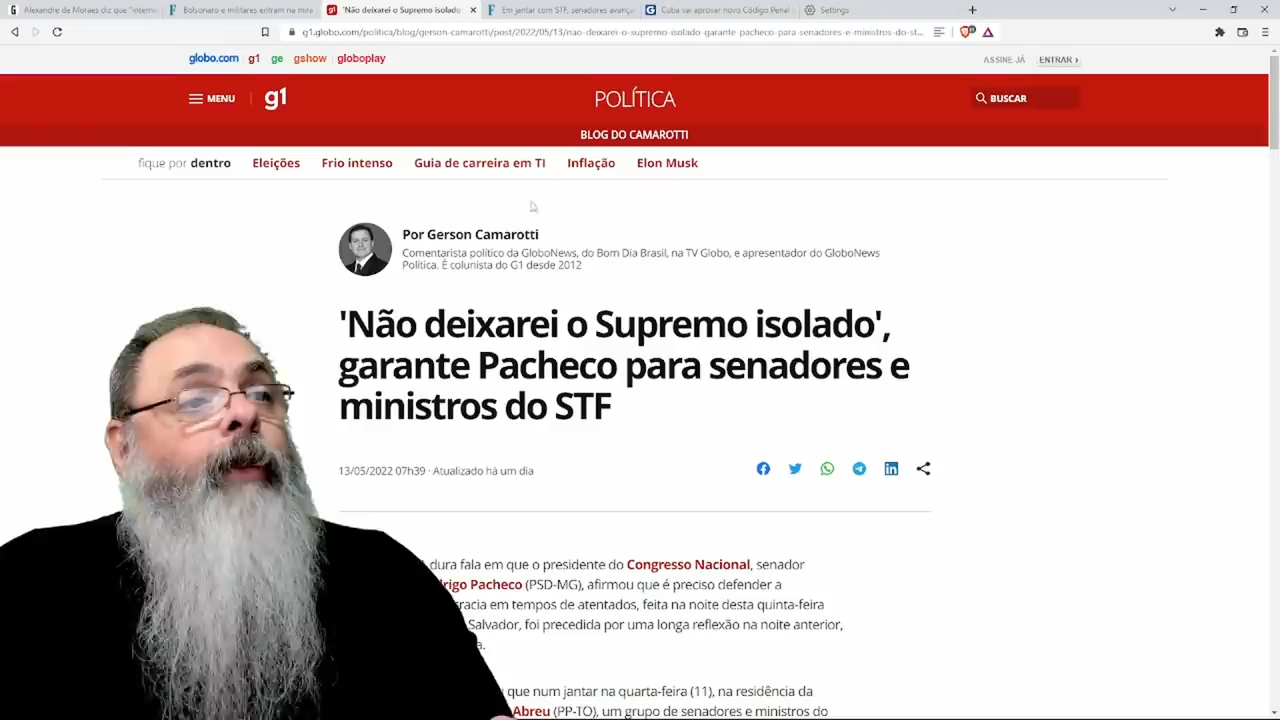 Alexandre de Moraes diz que "intern
Bolsonaro e militares entram na mira
'Não deixarei o Supremo isolado'
Em jantar com STF, senadores avança
Cuba vai aprovar novo Código Penal
Settings
g1.globo.com/politica/blog/gerson-camarotti/post/2022/05/13/nao-deixarei-o-supremo-isolado-garante-pacheco-para-senadores-e-ministros-do-st...
globo.com g1 ge gshow globoplay
ASSINE JÁ ENTRAR ›
MENU g1 POLÍTICA BUSCAR
BLOG DO CAMAROTTI
fique por dentro Eleições Frio intenso Guia de carreira em TI Inflação Elon Musk
Por Gerson Camarotti
Comentarista político da GloboNews, do Bom Dia Brasil, na TV Globo, e apresentador do GloboNews
Política. É colunista do G1 desde 2012
'Não deixarei o Supremo isolado',
garante Pacheco para senadores e
ministros do STF
13/05/2022 07h39 · Atualizado há um dia
dura fala em que o presidente do Congresso Nacional, senador
rigo Pacheco (PSD-MG), afirmou que é preciso defender a
racia em tempos de atentados, feita na noite desta quinta-feira
Salvador, foi precedida por uma longa reflexão na noite anterior,
a.
que num jantar na quarta-feira (11), na residência da
Abreu (PP-TO), um grupo de senadores e ministros do